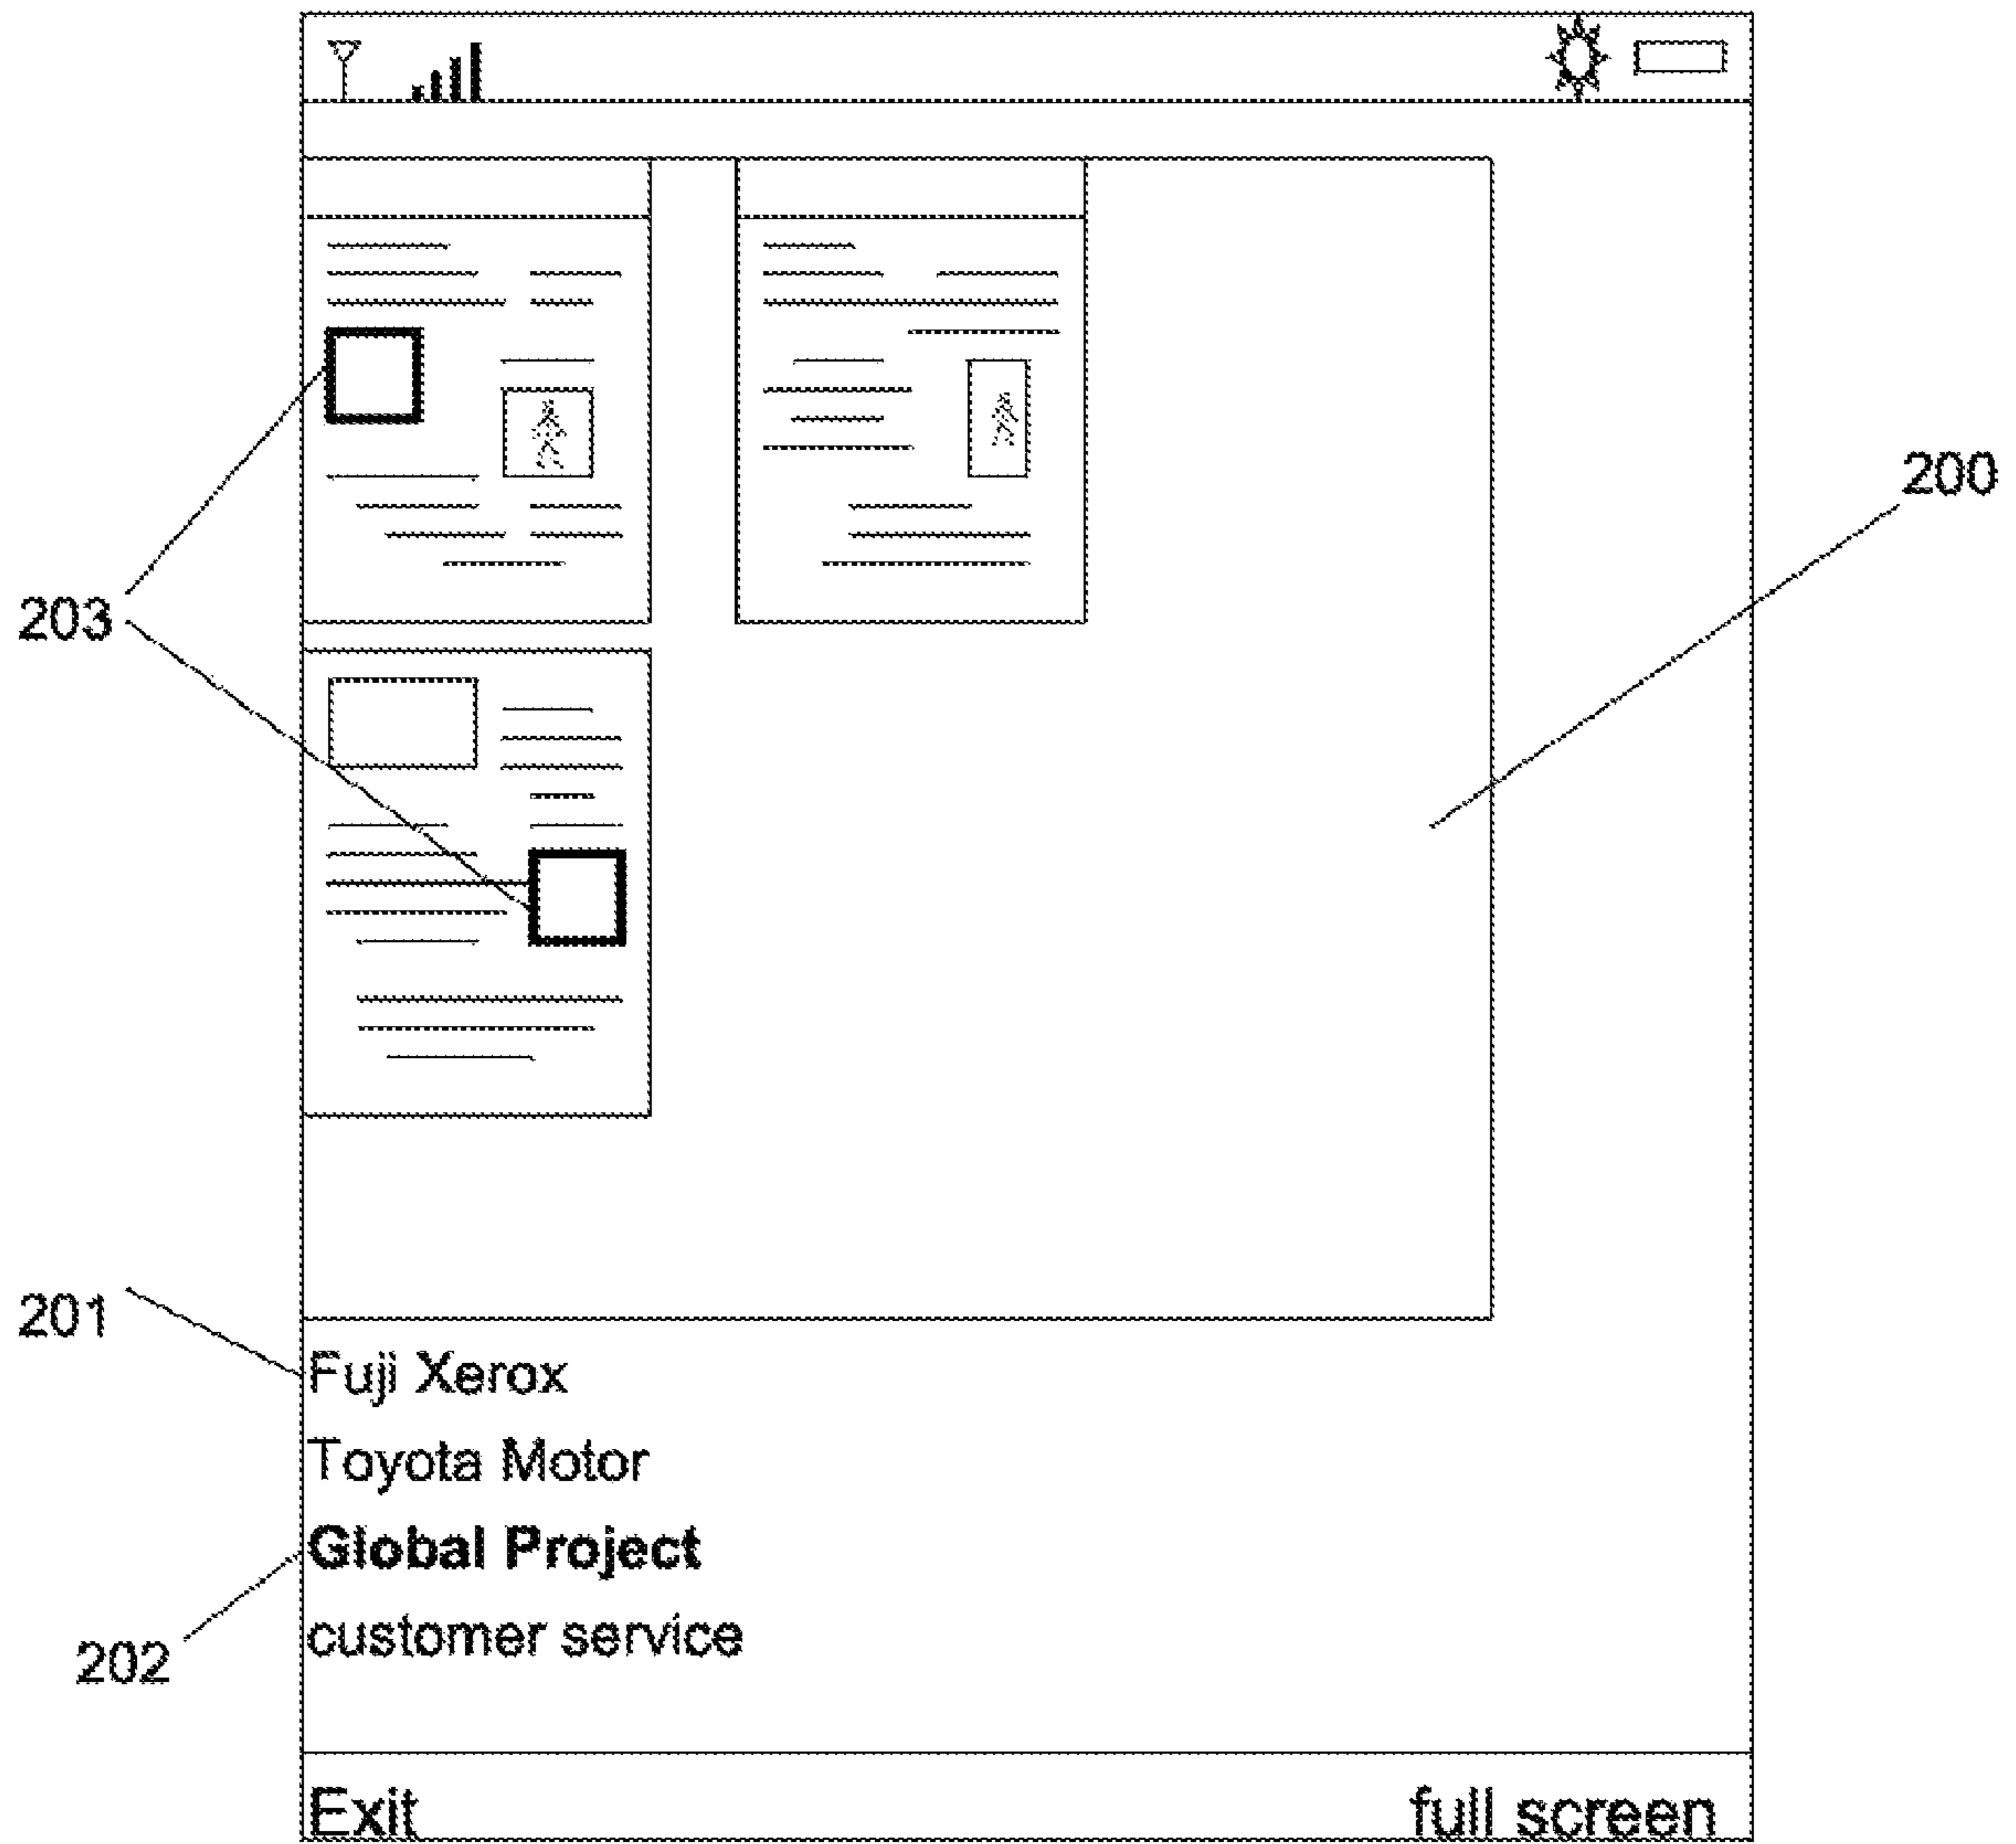 200
203
201
Fuji Xerox
Toyota Motor
Global Project
202
customer service
Exit
full screen